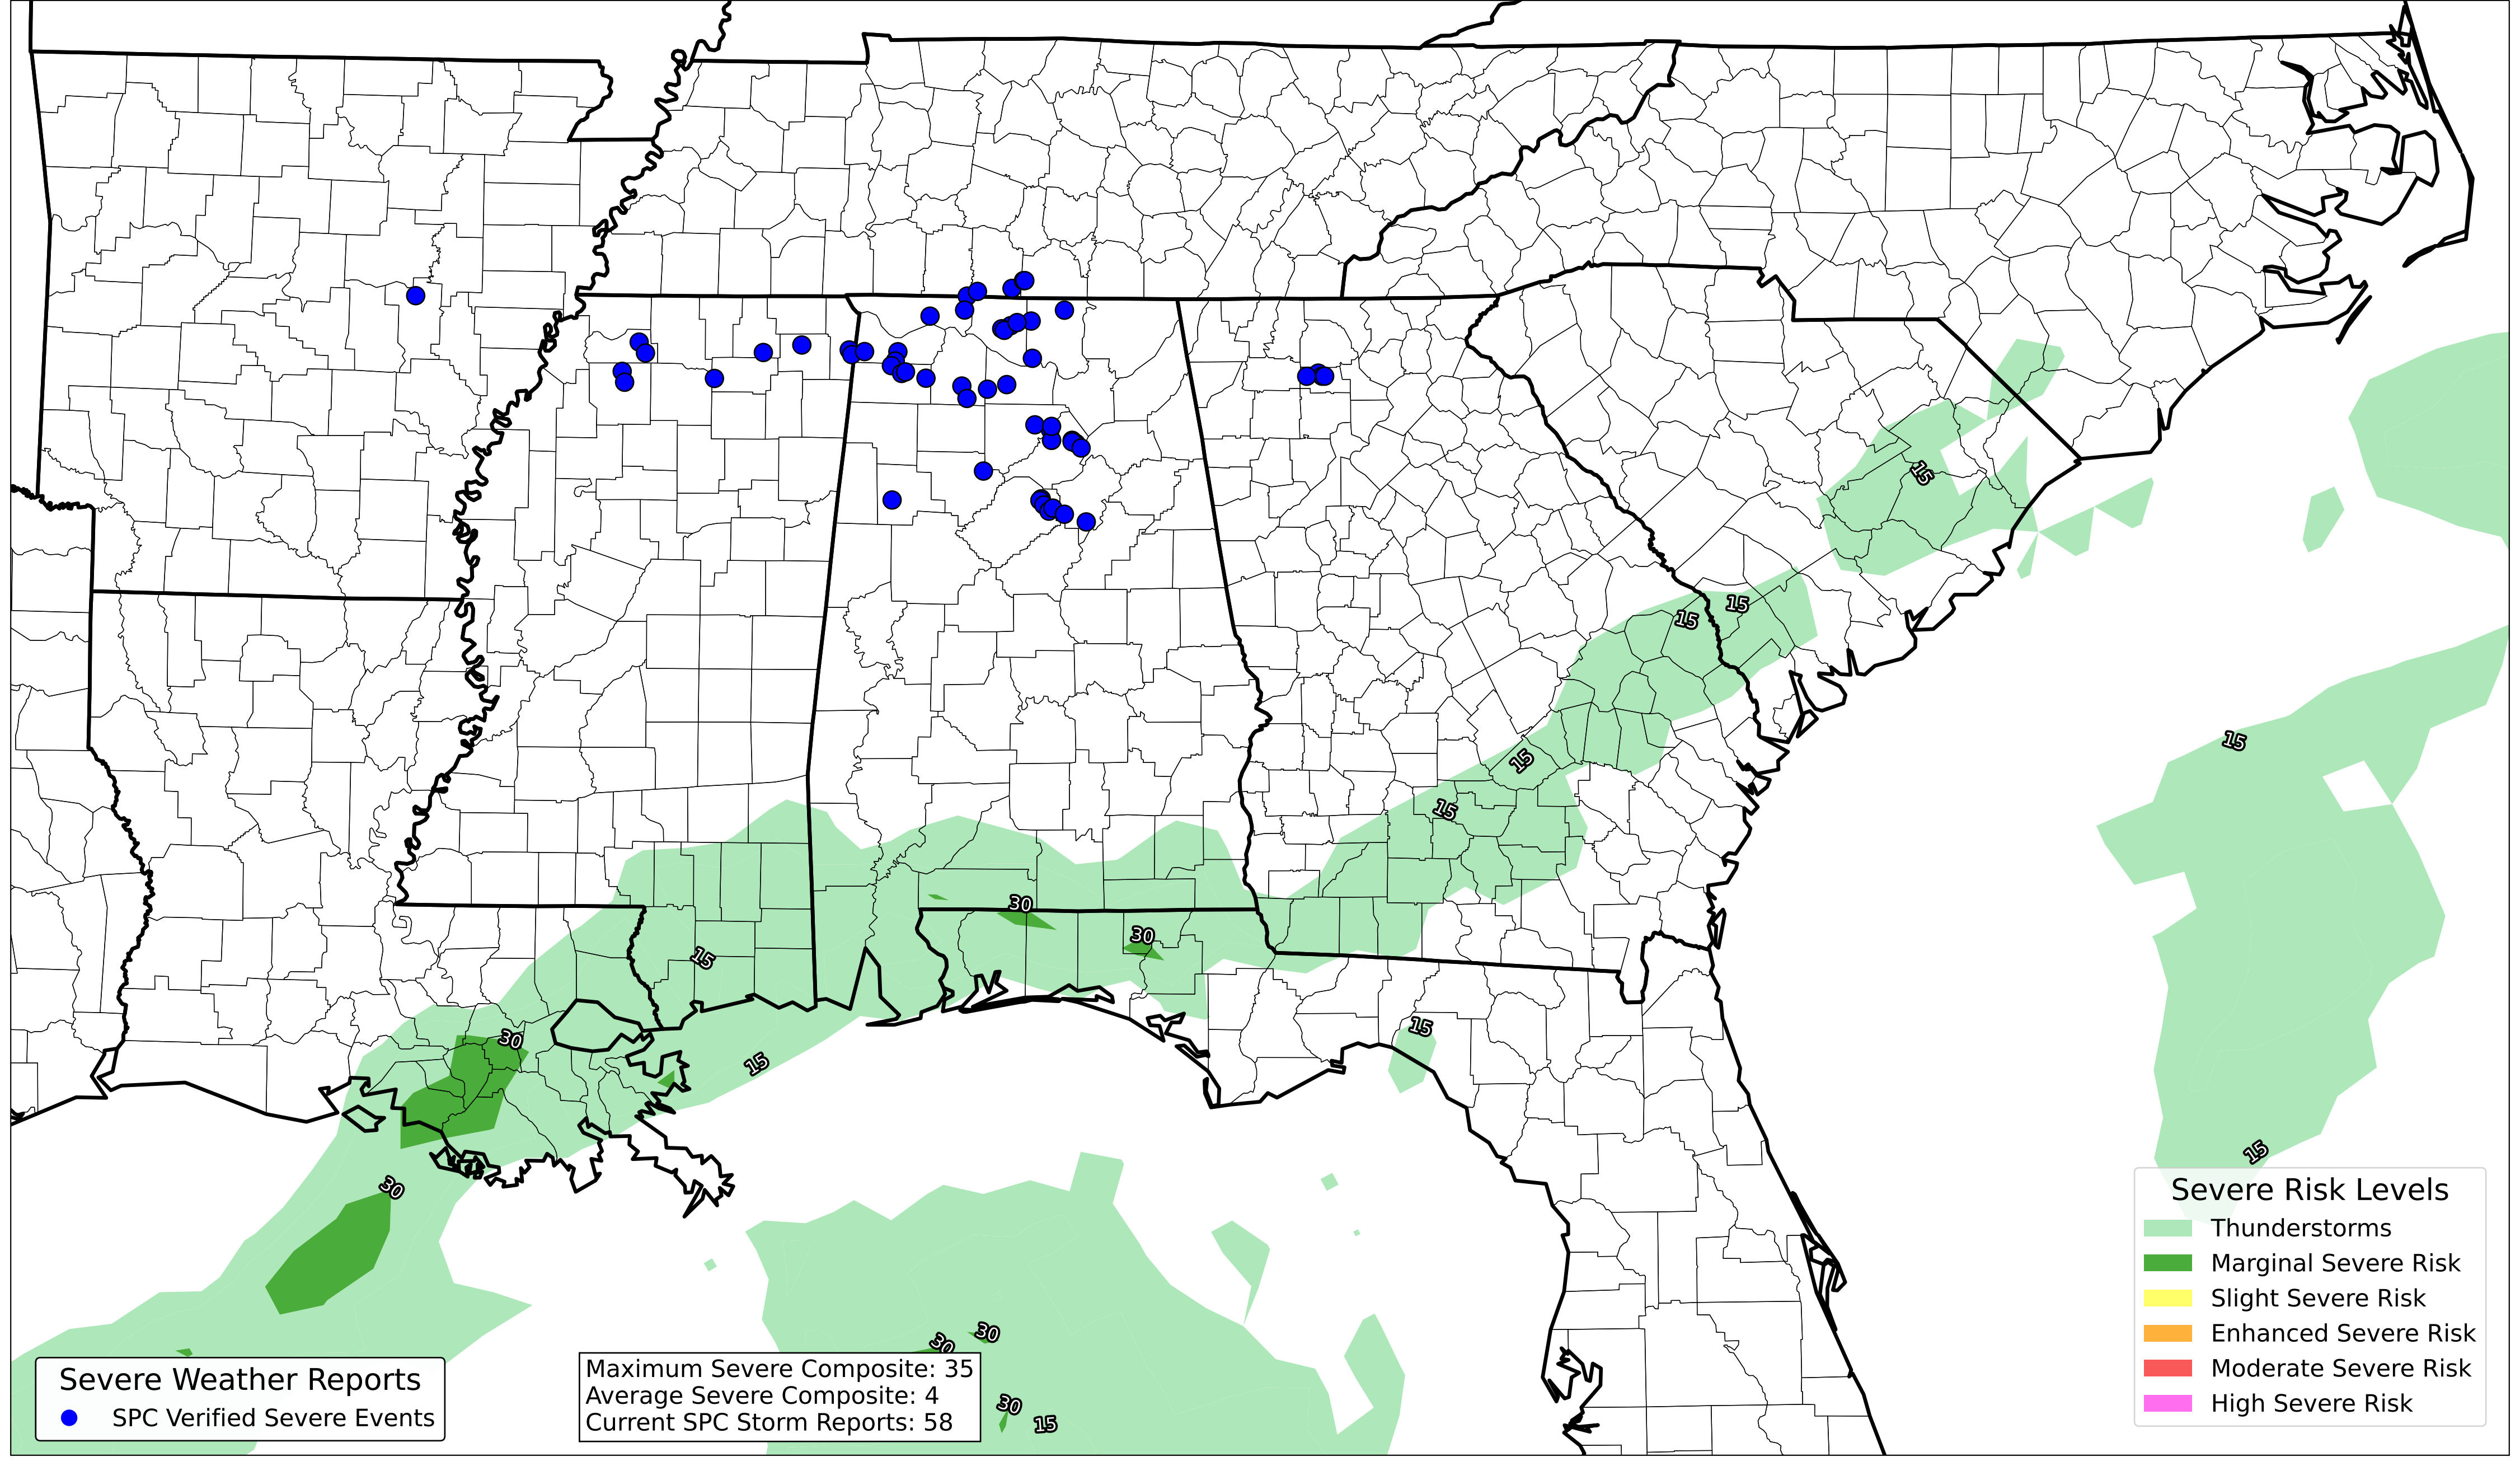 15
15
15
15
15
15
30
30
15
15
30
15
15
30
15
30
30
30
15
Severe Weather Reports
SPC Verified Severe Events
Maximum Severe Composite: 35
Average Severe Composite: 4
Current SPC Storm Reports: 58
Severe Risk Levels
Thunderstorms
Marginal Severe Risk
Slight Severe Risk
Enhanced Severe Risk
Moderate Severe Risk
High Severe Risk